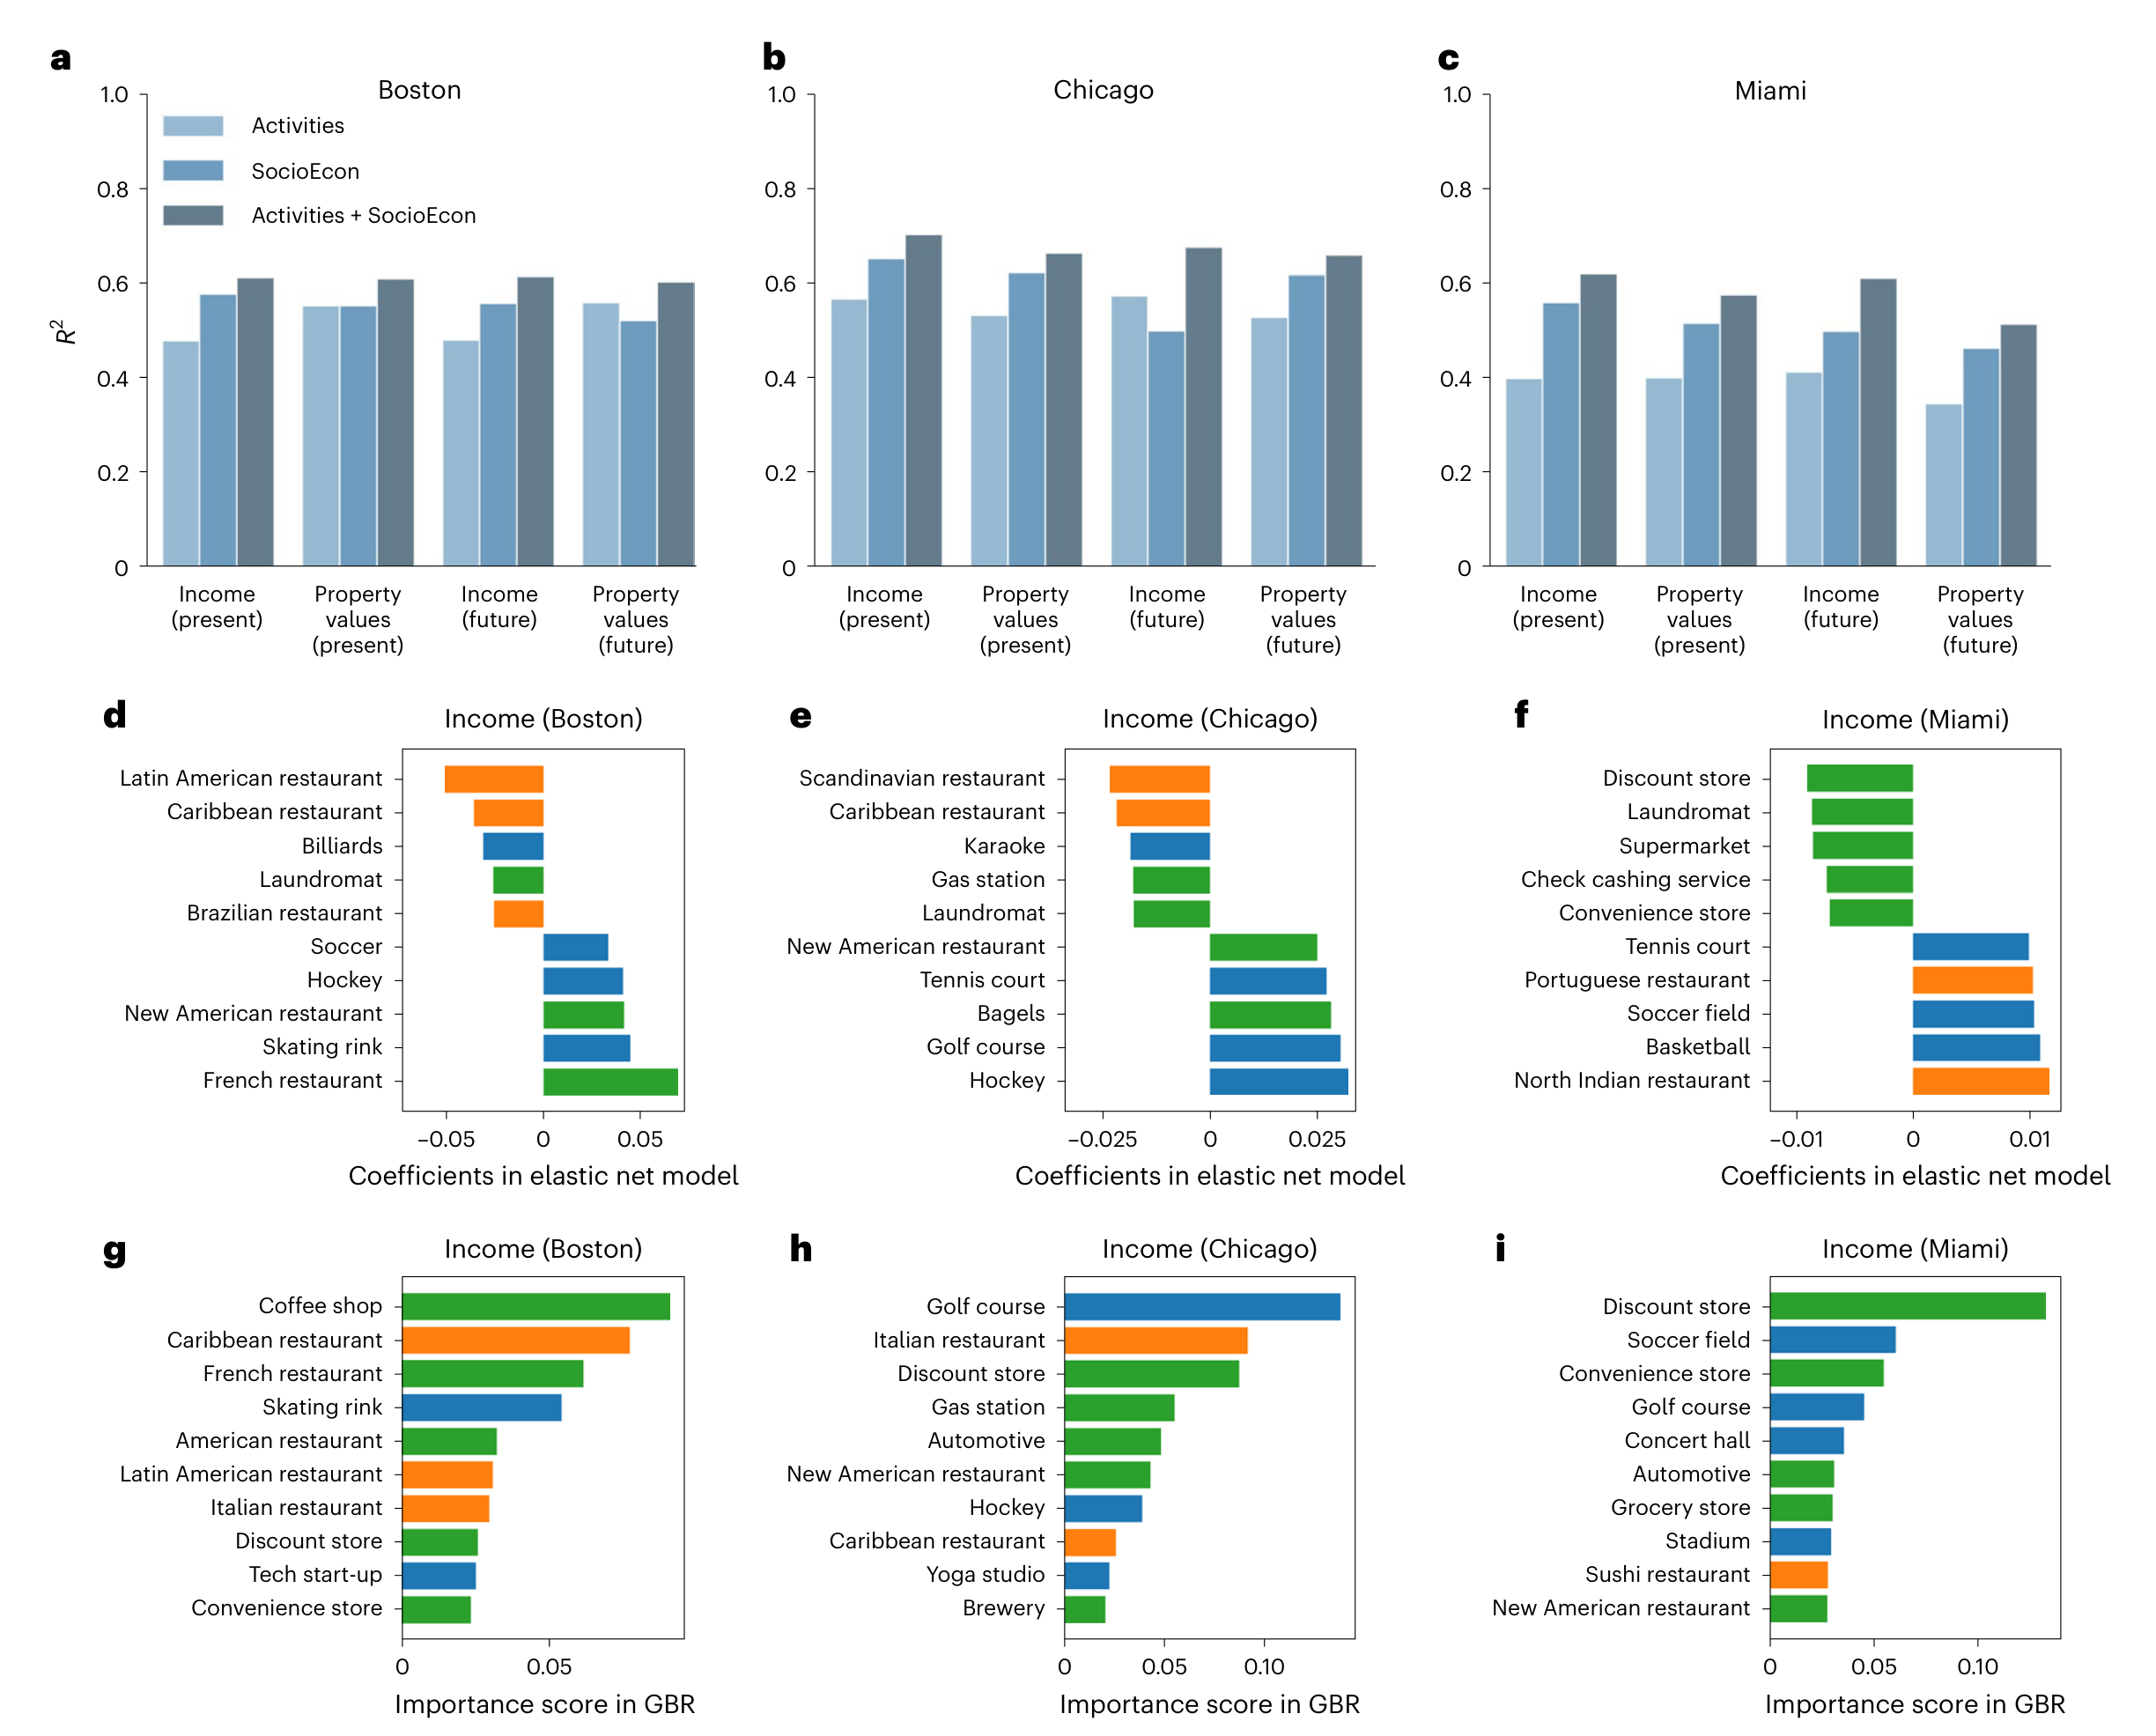 a
Boston
1.0
0.8
0.6
0.4
0.2
0
R²
Activities
SocioEcon
Activities + SocioEcon
Income
(present)
Property
values
(present)
Income
(future)
Property
values
(future)
b
Chicago
1.0
0.8
0.6
0.4
0.2
0
Income
(present)
Property
values
(present)
Income
(future)
Property
values
(future)
c
Miami
1.0
0.8
0.6
0.4
0.2
0
Income
(present)
Property
values
(present)
Income
(future)
Property
values
(future)
d
Income (Boston)
Latin American restaurant
Caribbean restaurant
Billiards
Laundromat
Brazilian restaurant
Soccer
Hockey
New American restaurant
Skating rink
French restaurant
−0.05 0 0.05
Coefficients in elastic net model
e
Income (Chicago)
Scandinavian restaurant
Caribbean restaurant
Karaoke
Gas station
Laundromat
New American restaurant
Tennis court
Bagels
Golf course
Hockey
−0.025 0 0.025
Coefficients in elastic net model
f
Income (Miami)
Discount store
Laundromat
Supermarket
Check cashing service
Convenience store
Tennis court
Portuguese restaurant
Soccer field
Basketball
North Indian restaurant
−0.01 0 0.01
Coefficients in elastic net model
g
Income (Boston)
Coffee shop
Caribbean restaurant
French restaurant
Skating rink
American restaurant
Latin American restaurant
Italian restaurant
Discount store
Tech start-up
Convenience store
0 0.05
Importance score in GBR
h
Income (Chicago)
Golf course
Italian restaurant
Discount store
Gas station
Automotive
New American restaurant
Hockey
Caribbean restaurant
Yoga studio
Brewery
0 0.05 0.10
Importance score in GBR
i
Income (Miami)
Discount store
Soccer field
Convenience store
Golf course
Concert hall
Automotive
Grocery store
Stadium
Sushi restaurant
New American restaurant
0 0.05 0.10
Importance score in GBR